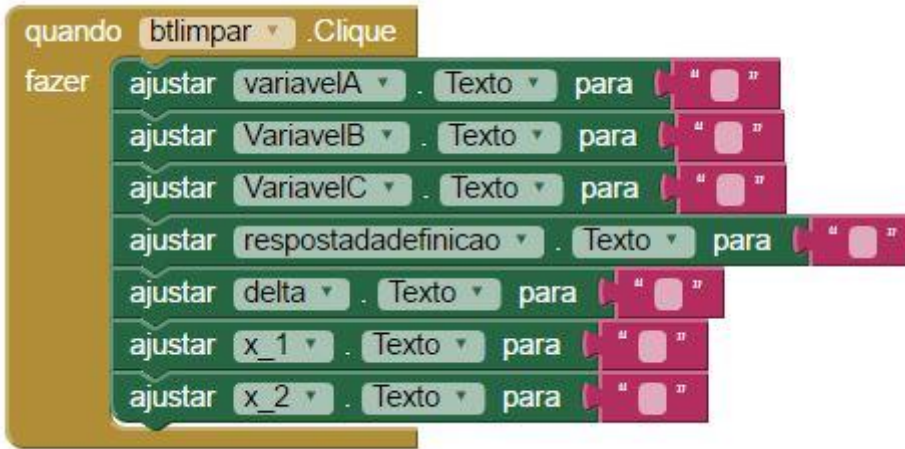 quando btlimpar .Clique
fazer ajustar variavelA . Texto para “ ”
ajustar VariavelB . Texto para “ ”
ajustar VariavelC . Texto para “ ”
ajustar respostadadefinicao . Texto para “ ”
ajustar delta . Texto para “ ”
ajustar x_1 . Texto para “ ”
ajustar x_2 . Texto para “ ”